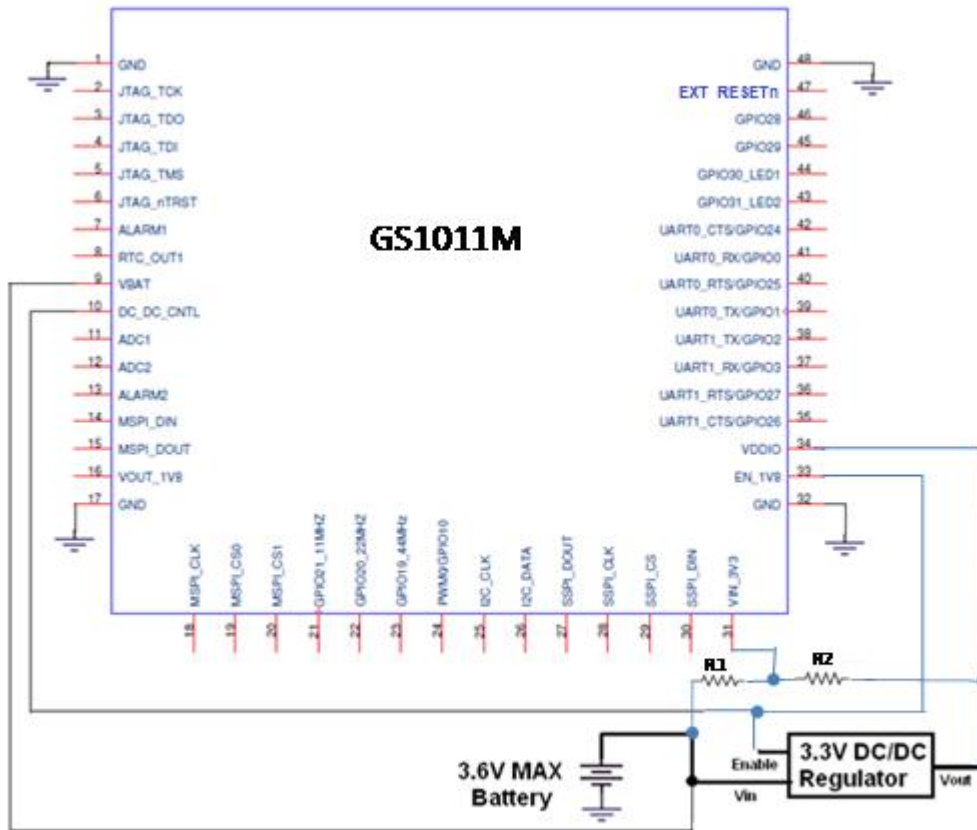 1 GND
2 JTAG_TCK
3 JTAG_TDO
4 JTAG_TDI
5 JTAG_TMS
6 JTAG_nTRST
7 ALARM1
8 RTC_OUT1
9 VBAT
10 DC_DC_CNTL
11 ADC1
12 ADC2
13 ALARM2
14 MSPI_DIN
15 MSPI_DOUT
16 VOUT_1V8
17 GND
GS1011M
GND 48
EXT RESETn 47
GPIO28 46
GPIO29 45
GPIO30_LED1 44
GPIO31_LED2 43
UART0_CTS/GPIO24 42
UART0_RX/GPIO0 41
UART0_RTS/GPIO25 40
UART0_TX/GPIO1 39
UART1_TX/GPIO2 38
UART1_RX/GPIO3 37
UART1_RTS/GPIO27 36
UART1_CTS/GPIO26 35
VDDIO 34
EN_1V8 33
GND 32
MSPI_CLK 18
MSPI_CS0 19
MSPI_CS1 20
GPIO21_11MHZ 21
GPIO20_22MHZ 22
GPIO19_44MHz 23
PWM0/GPIO10 24
I2C_CLK 25
I2C_DATA 26
SSPI_DOUT 27
SSPI_CLK 28
SSPI_CS 29
SSPI_DIN 30
VIN_3V3 31
R1
R2
3.6V MAX
Battery
Enable
Vin
3.3V DC/DC
Regulator
Vout